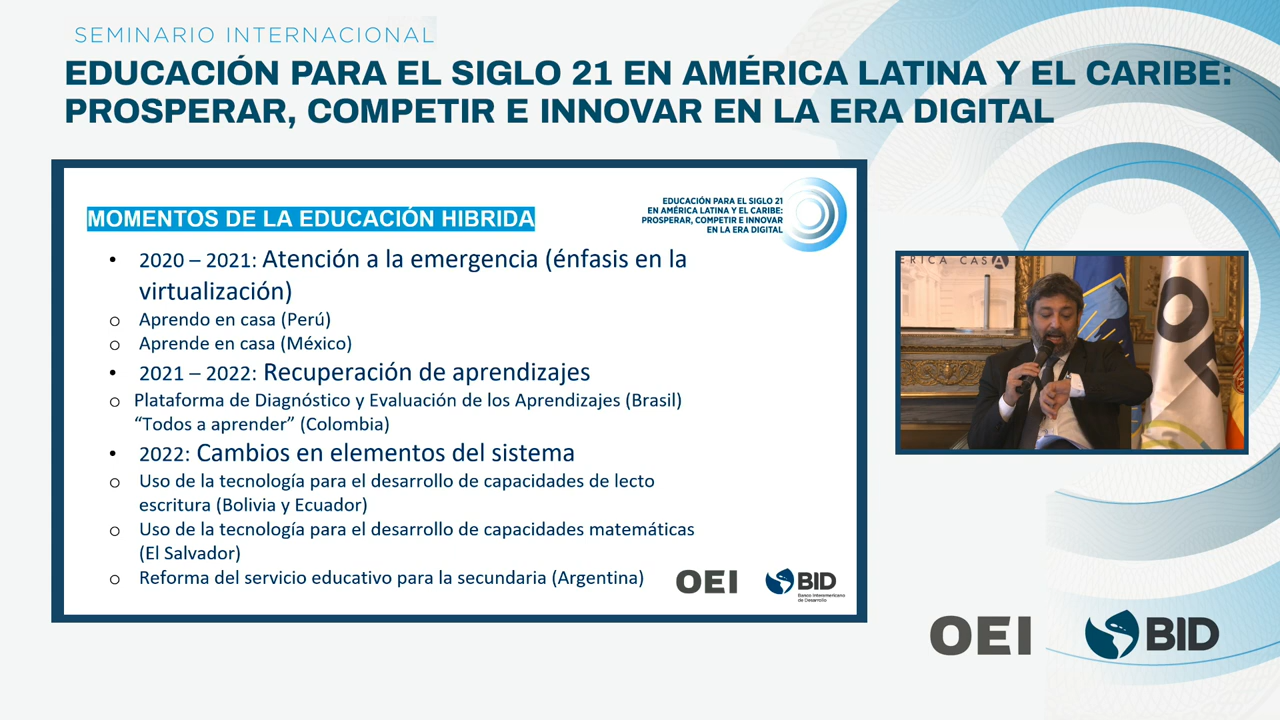 SEMINARIO INTERNACIONAL
EDUCACIÓN PARA EL SIGLO 21 EN AMÉRICA LATINA Y EL CARIBE:
PROSPERAR, COMPETIR E INNOVAR EN LA ERA DIGITAL
EDUCACIÓN PARA EL SIGLO 21
EN AMÉRICA LATINA Y EL CARIBE:
PROSPERAR, COMPETIR E INNOVAR
EN LA ERA DIGITAL
MOMENTOS DE LA EDUCACIÓN HIBRIDA
• 2020 – 2021: Atención a la emergencia (énfasis en la
virtualización)
o Aprendo en casa (Perú)
o Aprende en casa (México)
• 2021 – 2022: Recuperación de aprendizajes
o Plataforma de Diagnóstico y Evaluación de los Aprendizajes (Brasil)
“Todos a aprender” (Colombia)
• 2022: Cambios en elementos del sistema
o Uso de la tecnología para el desarrollo de capacidades de lecto
escritura (Bolivia y Ecuador)
o Uso de la tecnología para el desarrollo de capacidades matemáticas
(El Salvador)
o Reforma del servicio educativo para la secundaria (Argentina)
OEI BID
Banco Interamericano
de Desarrollo
ERICA CASA
OEI BID